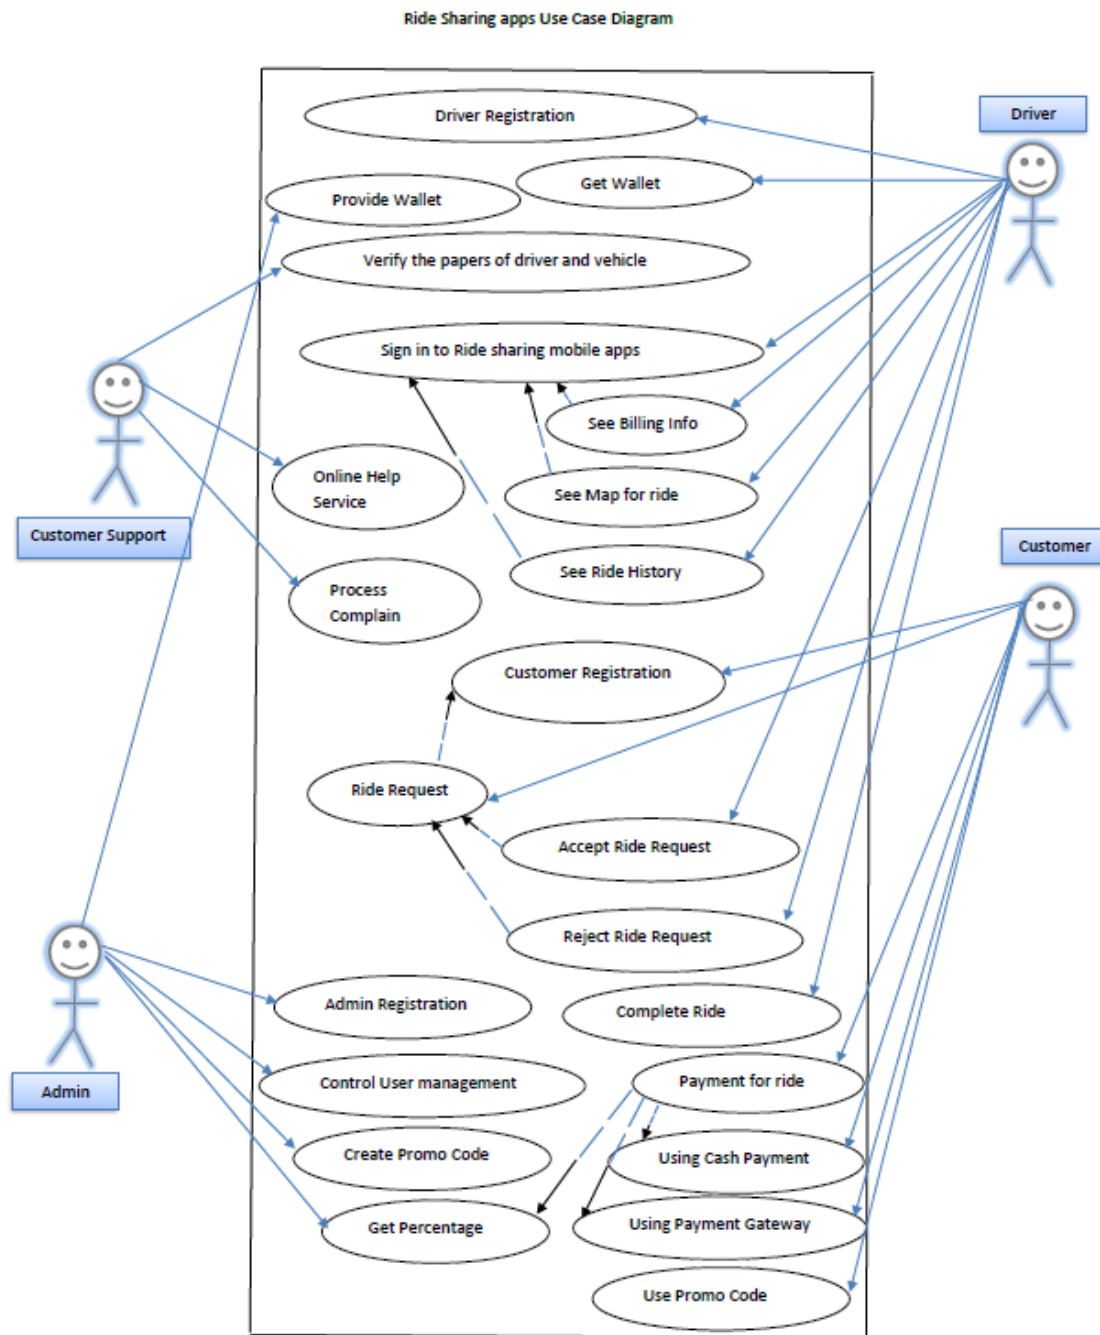 Ride Sharing apps Use Case Diagram
Driver Registration
Driver
Get Wallet
Provide Wallet
Verify the papers of driver and vehicle
Sign in to Ride sharing mobile apps
See Billing Info
Online Help
Service
See Map for ride
Customer Support
Customer
See Ride History
Process
Complain
Customer Registration
Ride Request
Accept Ride Request
Reject Ride Request
Admin Registration
Complete Ride
Control User management
Payment for ride
Admin
Create Promo Code
Using Cash Payment
Get Percentage
Using Payment Gateway
Use Promo Code